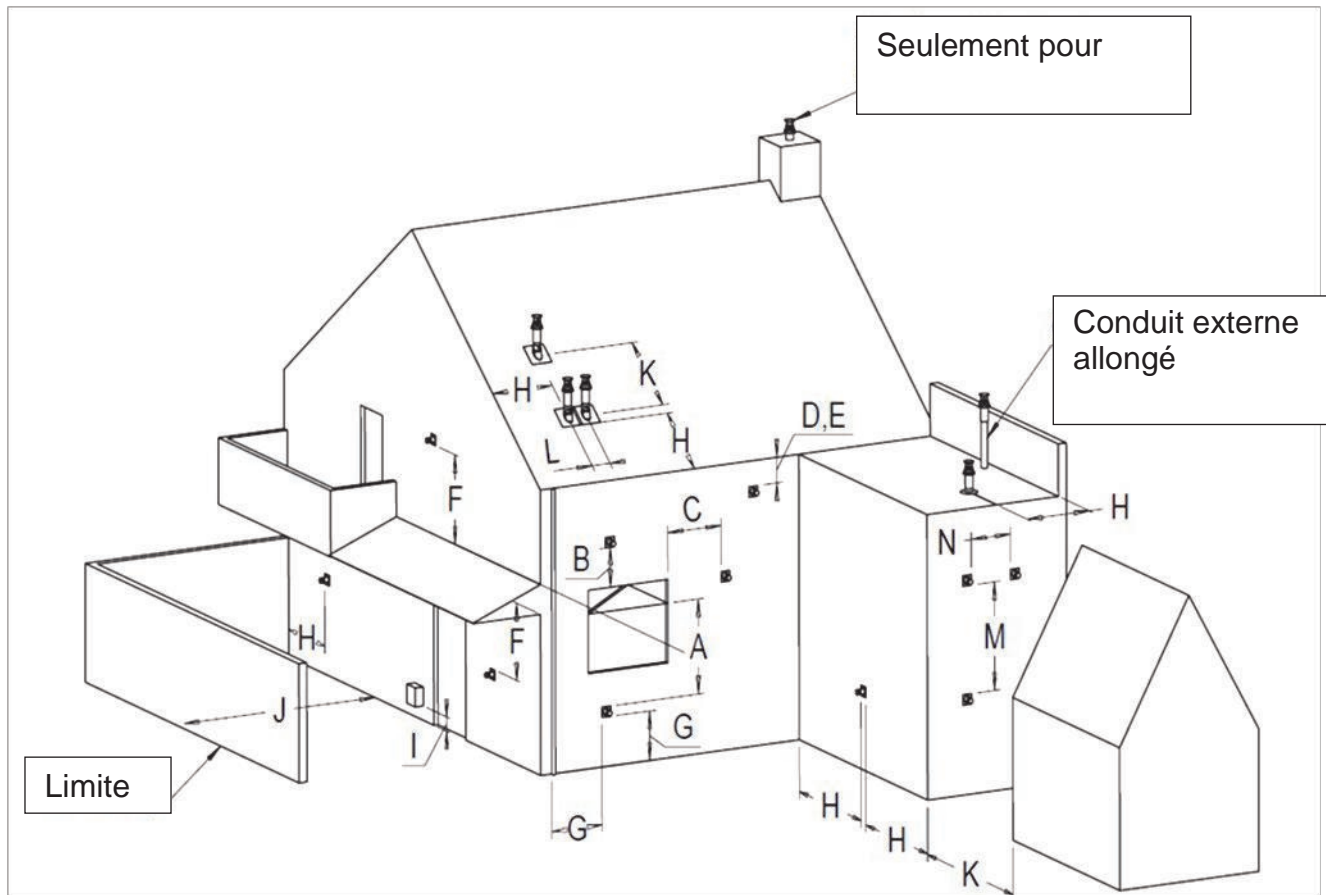 Seulement pour
Conduit externe
allongé
H
K
H
L
D,E
F
C
B
H
N
F
A
M
H
J
G
I
Limite
G
H
H
K